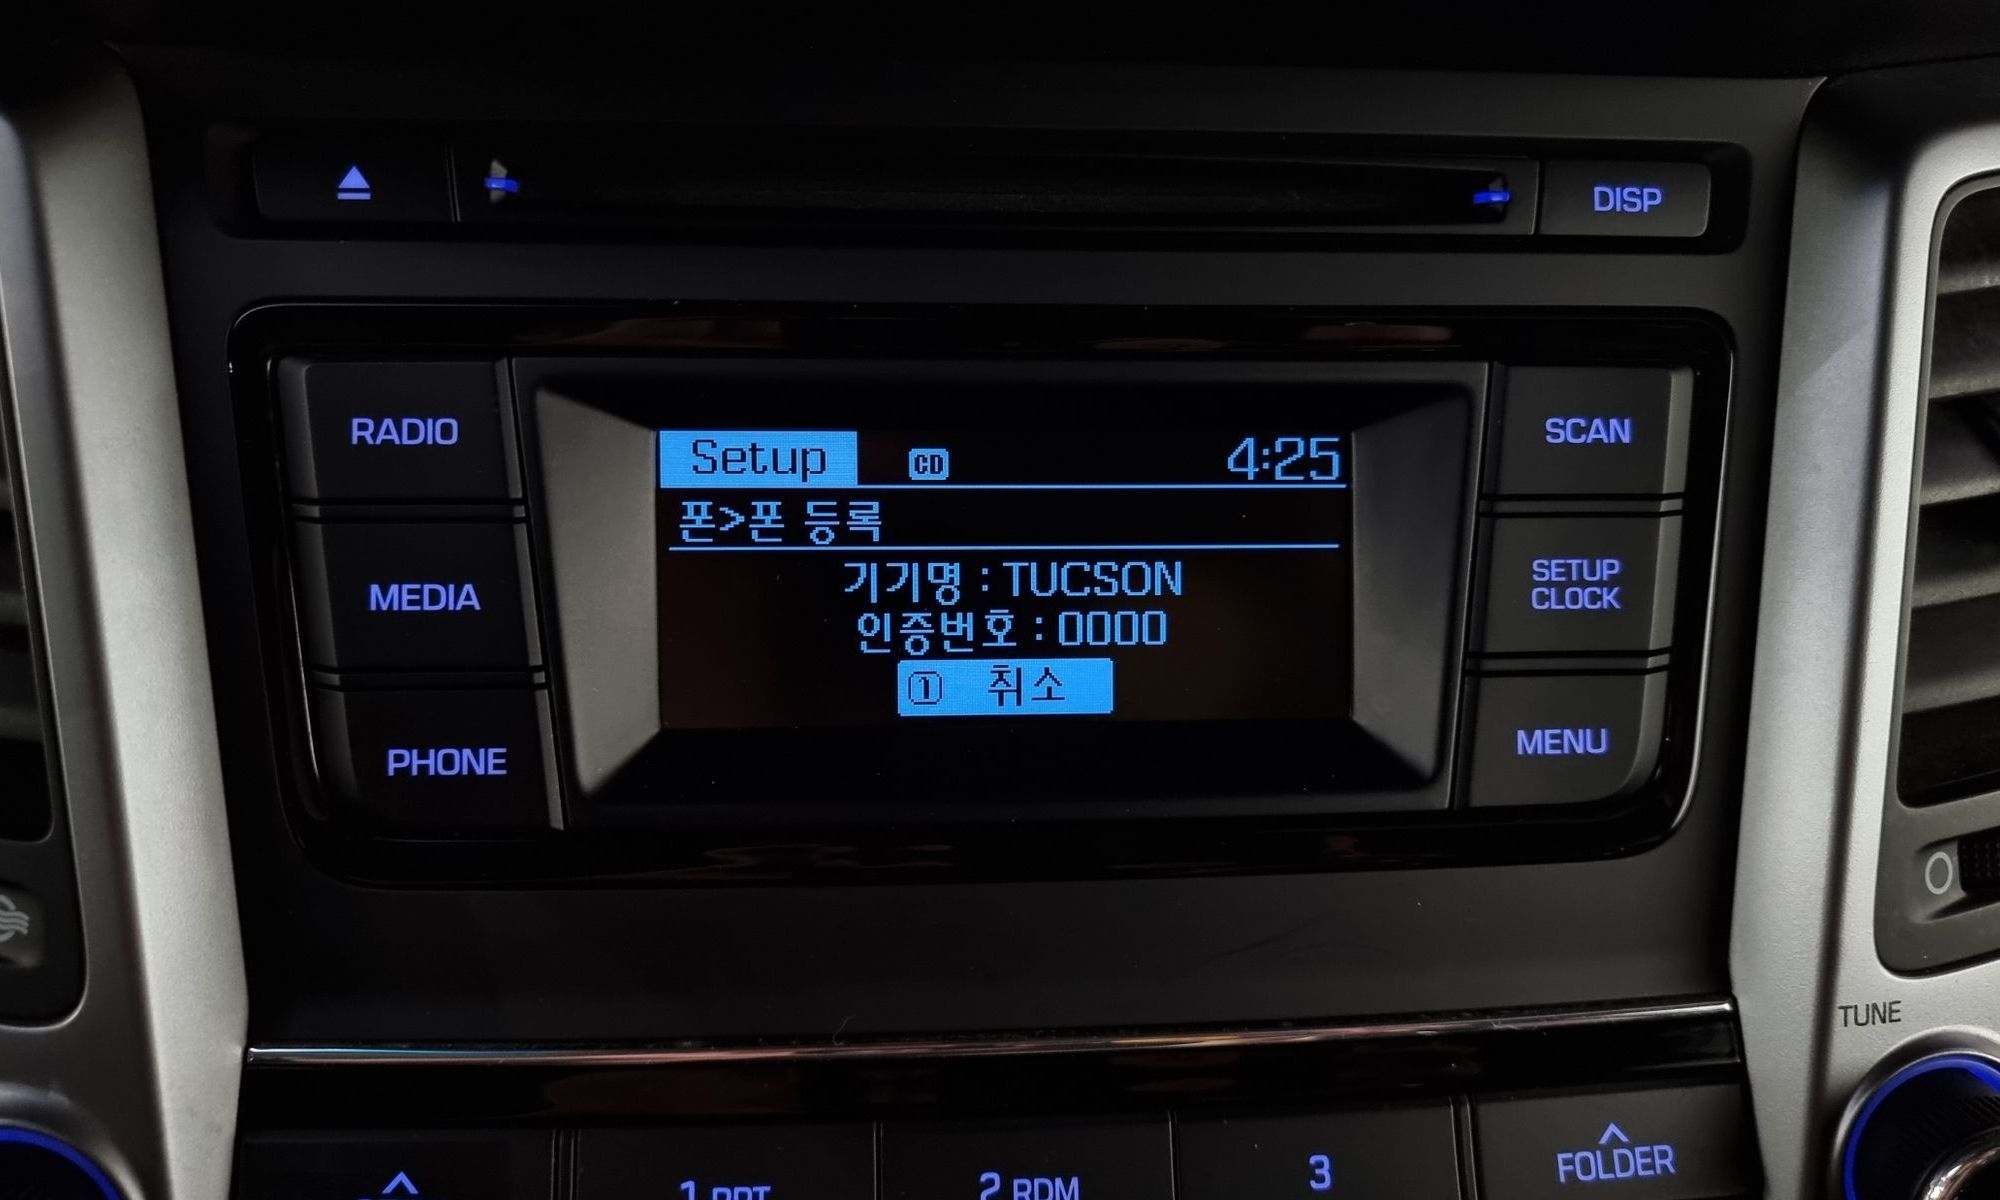 DISP
RADIO
MEDIA
PHONE
Setup CD 4:25
폰>폰 등록
기기명 : TUCSON
인증번호 : 0000
① 취소
SCAN
SETUP
CLOCK
MENU
TUNE
1
2 RDM
3
FOLDER